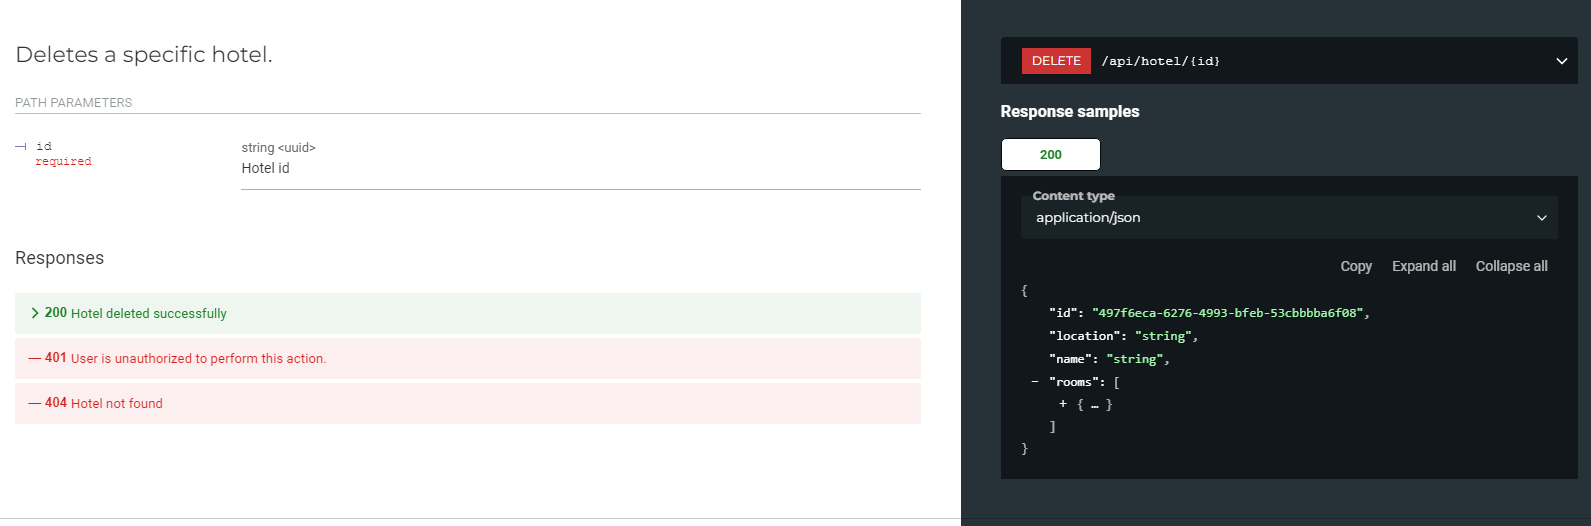 Deletes a specific hotel.
PATH PARAMETERS
id
required
string <uuid>
Hotel id
Responses
200 Hotel deleted successfully
401 User is unauthorized to perform this action.
404 Hotel not found
DELETE /api/hotel/{id}
Response samples
200
Content type
application/json
Copy Expand all Collapse all
{
"id": "497f6eca-6276-4993-bfeb-53cbbbba6f08",
"location": "string",
"name": "string",
− "rooms": [
+ { … }
]
}